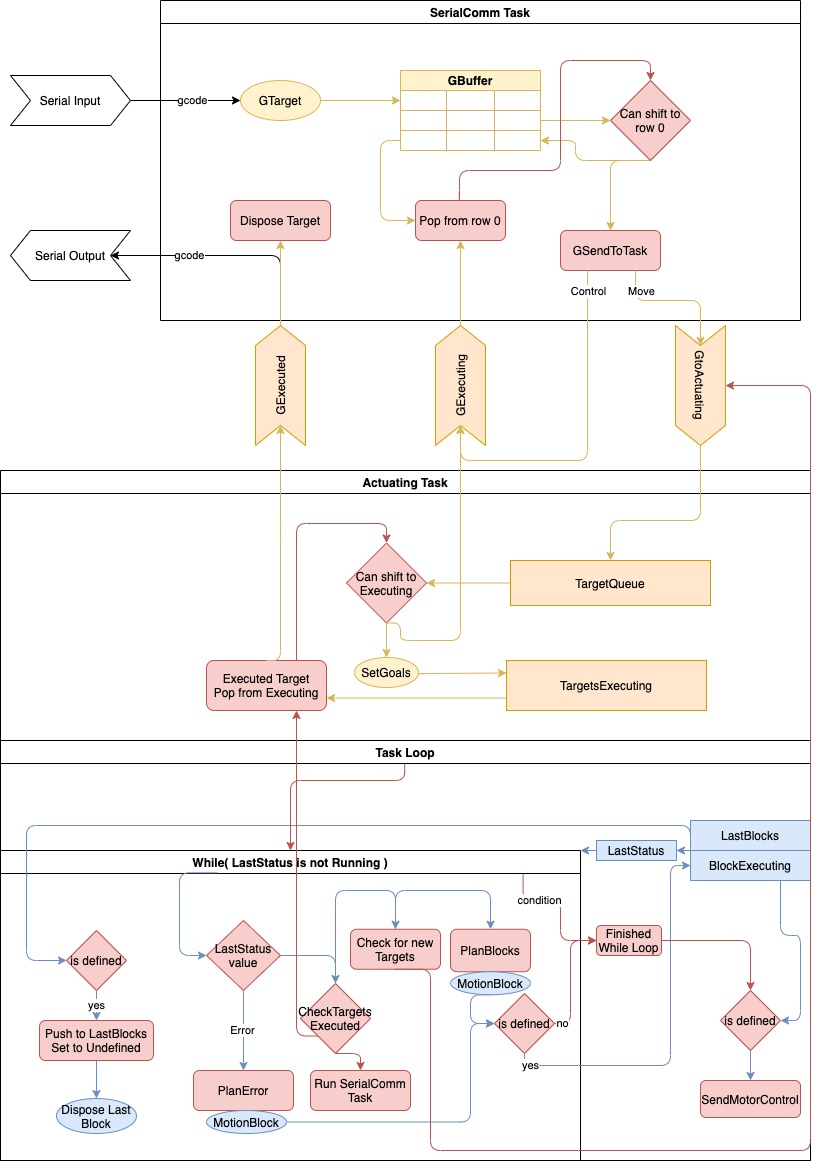 SerialComm Task
Serial Input
gcode
GTarget
GBuffer
Can shift to
row 0
Dispose Target
Pop from row 0
Serial Output
gcode
GSendToTask
Control
Move
GExecuted
GExecuting
GtoActuating
Actuating Task
Can shift to
Executing
TargetQueue
SetGoals
Executed Target
Pop from Executing
TargetsExecuting
Task Loop
LastBlocks
LastStatus
BlockExecuting
While( LastStatus is not Running )
condition
is defined
LastStatus
value
Check for new
Targets
PlanBlocks
MotionBlock
Finished
While Loop
yes
CheckTargets
Executed
is defined
no
is defined
Push to LastBlocks
Set to Undefined
Error
yes
PlanError
Run SerialComm
Task
SendMotorControl
Dispose Last
Block
MotionBlock